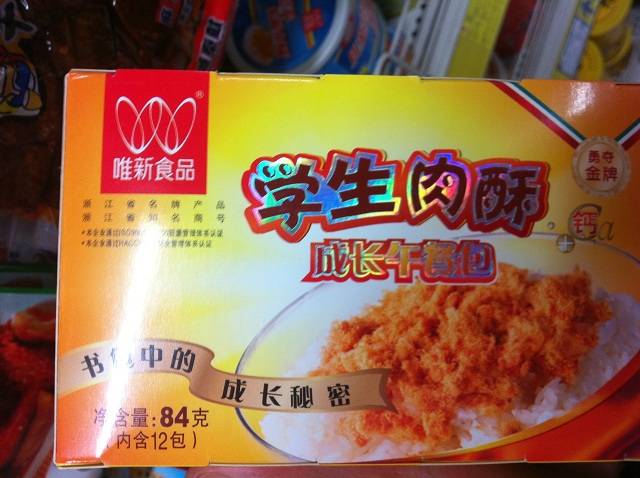 唯新食品
浙江省名牌产品
浙江省知名商号
学生肉酥
成长午餐包
勇夺
金牌
钙
Ca
书包中的
成长秘密
净含量:84克
(内含12包)